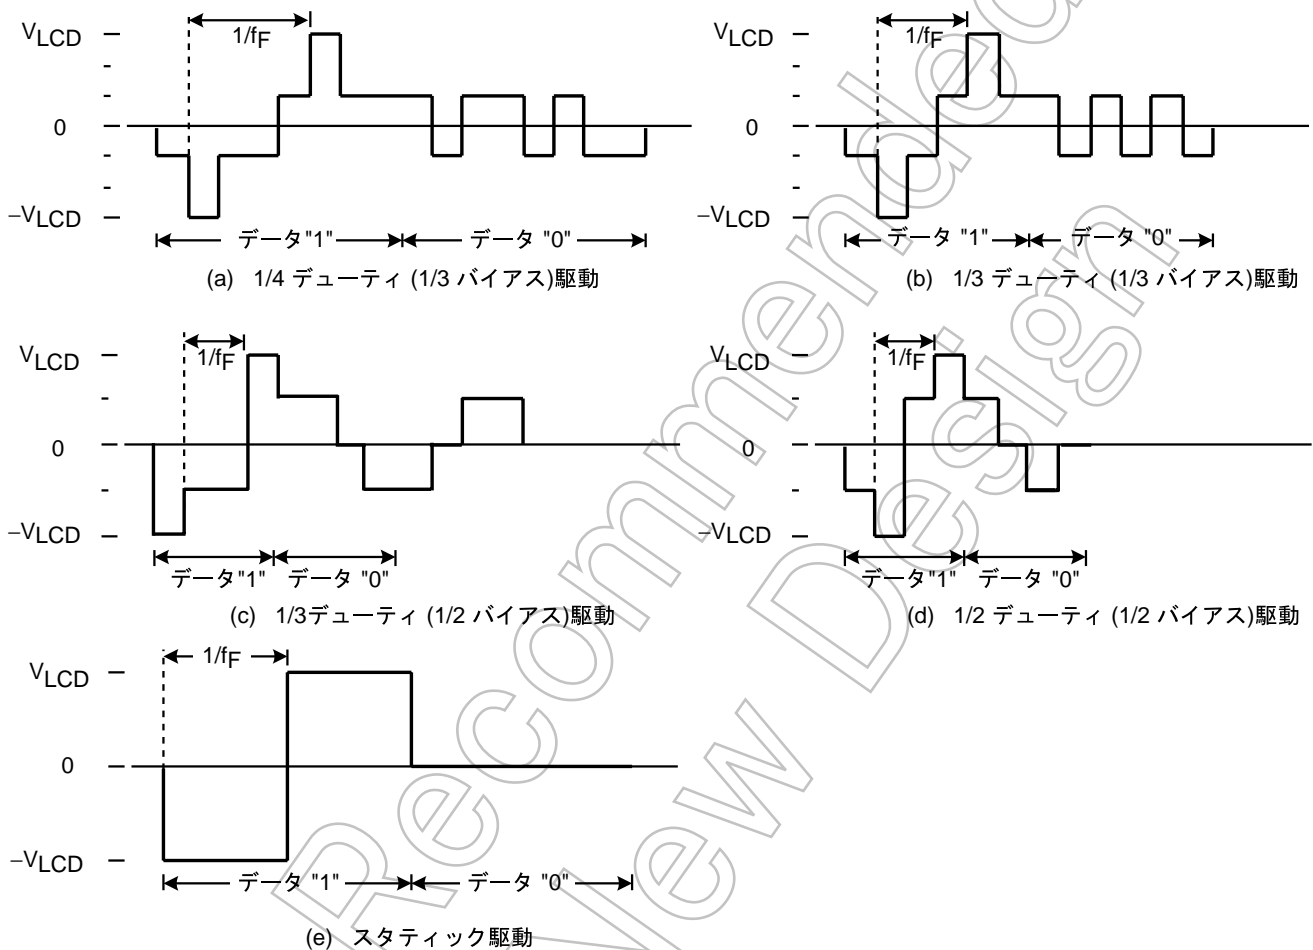 VLCD
1/fF
0
−VLCD
データ"1"
データ "0"
(a) 1/4 デューティ (1/3 バイアス)駆動
VLCD
1/fF
0
−VLCD
データ "1"
データ "0"
(b) 1/3 デューティ (1/3 バイアス)駆動
VLCD
1/fF
0
−VLCD
データ"1"
データ "0"
(c) 1/3デューティ (1/2 バイアス)駆動
VLCD
1/fF
0
−VLCD
データ"1"
データ "0"
(d) 1/2 デューティ (1/2 バイアス)駆動
VLCD
1/fF
0
−VLCD
データ "1"
データ "0"
(e) スタティック駆動
Recommended
New Design